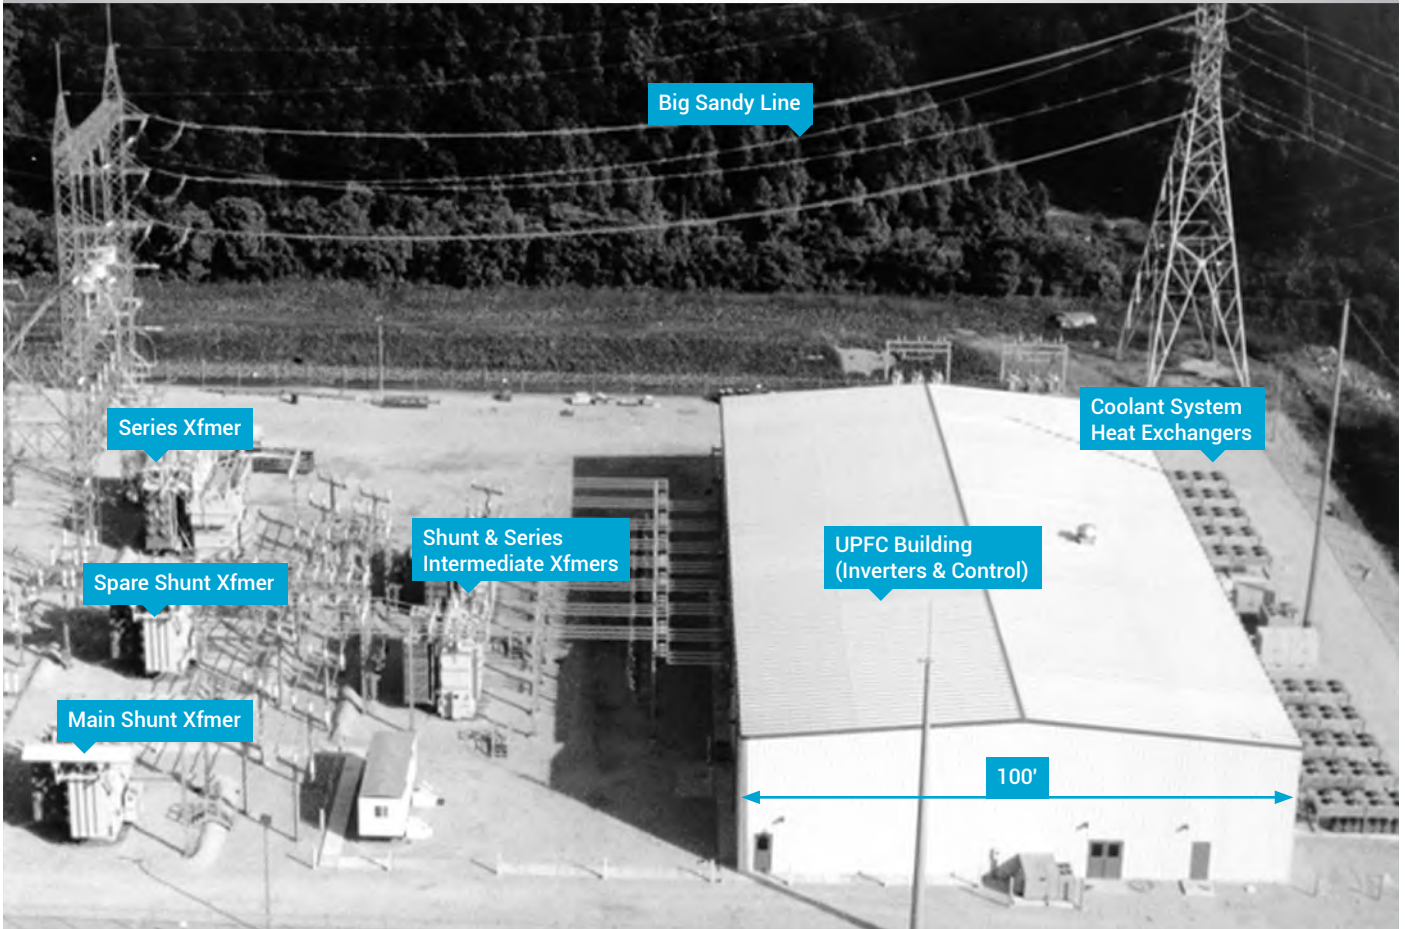 Big Sandy Line
Coolant System
Heat Exchangers
Series Xfmer
Shunt & Series
Intermediate Xfmers
UPFC Building
(Inverters & Control)
Spare Shunt Xfmer
Main Shunt Xfmer
100'